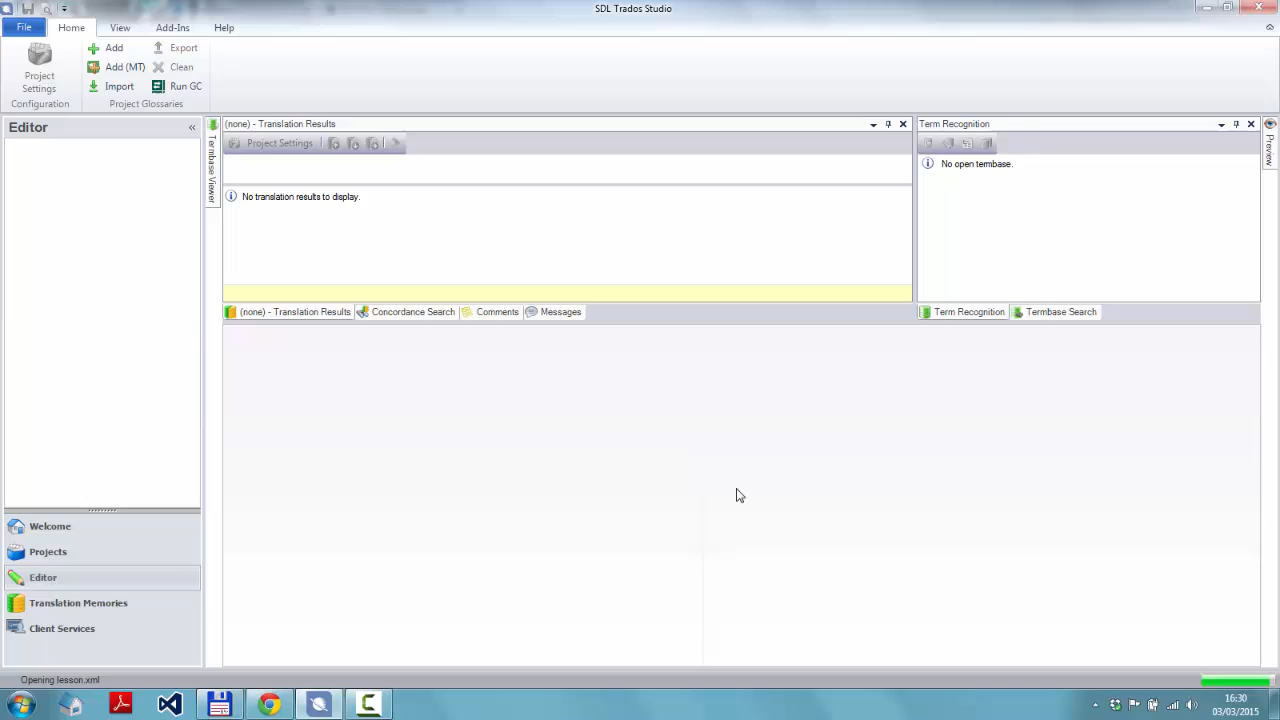 SDL Trados Studio
File Home View Add-Ins Help
Add Export
Add (MT) Clean
Project Settings Import Run GC
Configuration Project Glossaries
Editor «
Termbase Viewer
(none) - Translation Results
Project Settings
No translation results to display.
(none) - Translation Results Concordance Search Comments Messages
Term Recognition
No open termbase.
Term Recognition Termbase Search
Preview
Welcome
Projects
Editor
Translation Memories
Client Services
Opening lesson.xml
16:30
03/03/2015